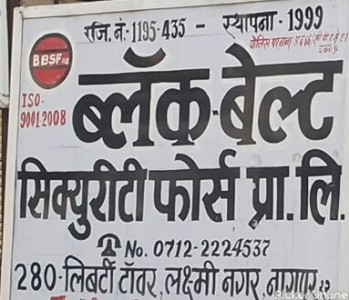 रजि. नं. 1195-435 – स्थापना - 1999
BBSF
ISO-
9001:2008
ब्लॅक-बेल्ट
सिक्युरीटी फोर्स प्रा. लि.
☎ No. 0712-2224537
280-लिबर्टी टॉवर, लक्ष्मी नगर, नागपूर